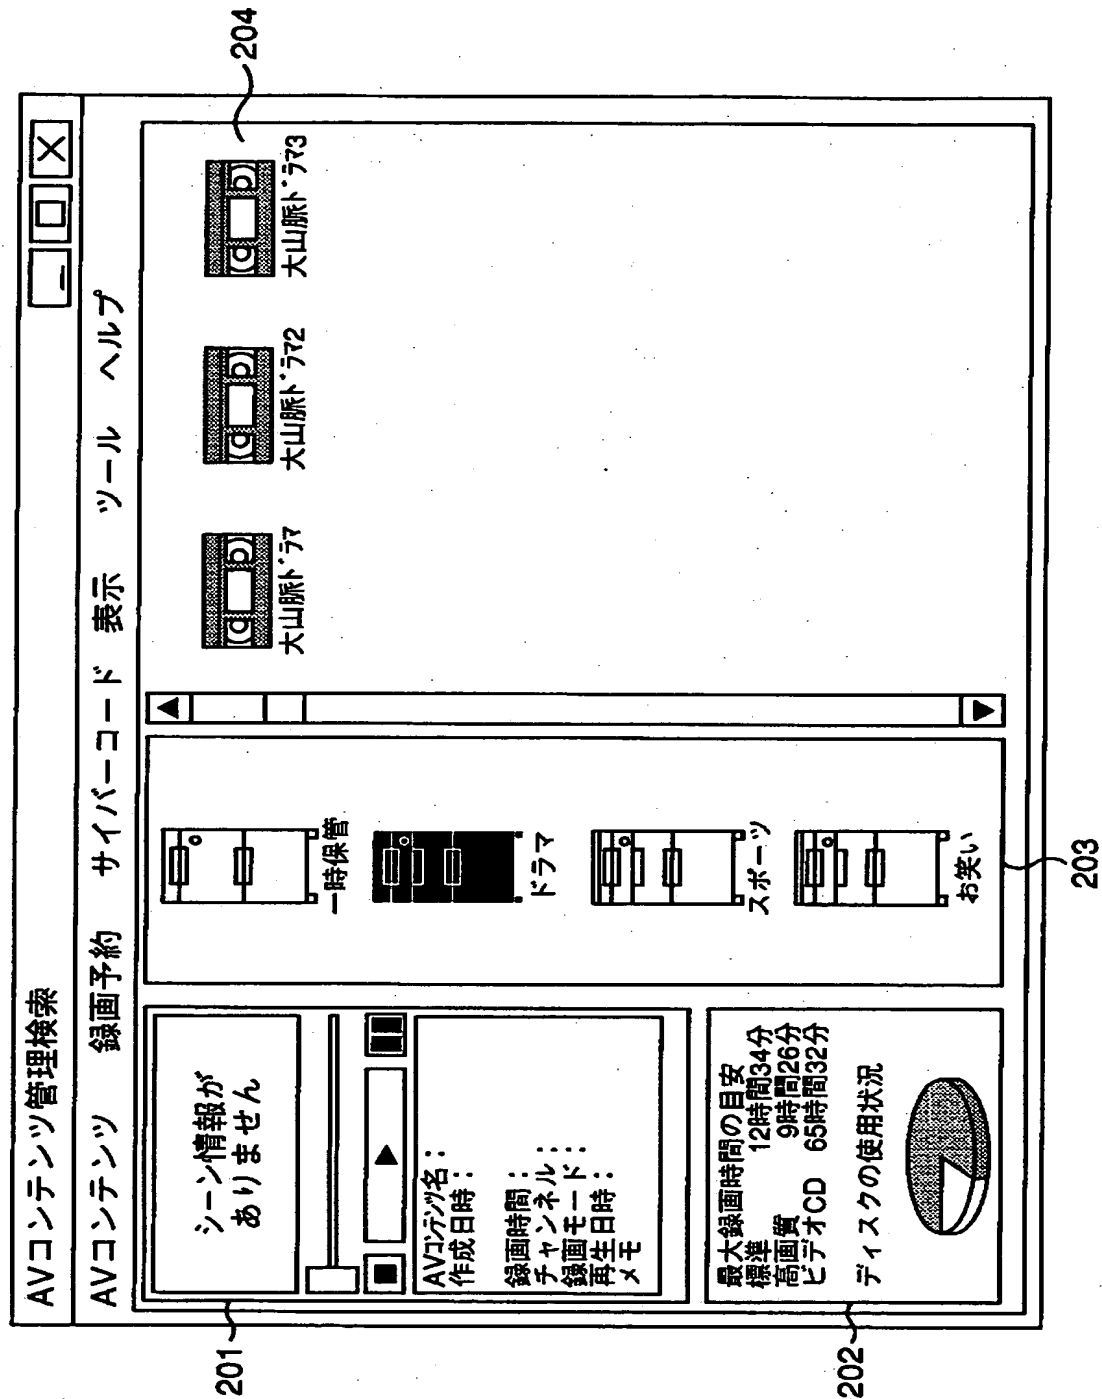 AVコンテンツ管理検索
AVコンテンツ 録画予約 サイバーコード 表示 ツール ヘルプ
シーン情報が
ありません
AVコンテンツ名：
作成日時：
録画時間：
チャンネル：
録画モード：
再生日時：
メモ
最大録画時間の目安
標準 12時間34分
高画質 9時間26分
ビデオCD 65時間32分
ディスクの使用状況
一時保管
ドラマ
スポーツ
お笑い
大山脈ドラマ
大山脈ドラマ2
大山脈ドラマ3
201
202
203
204